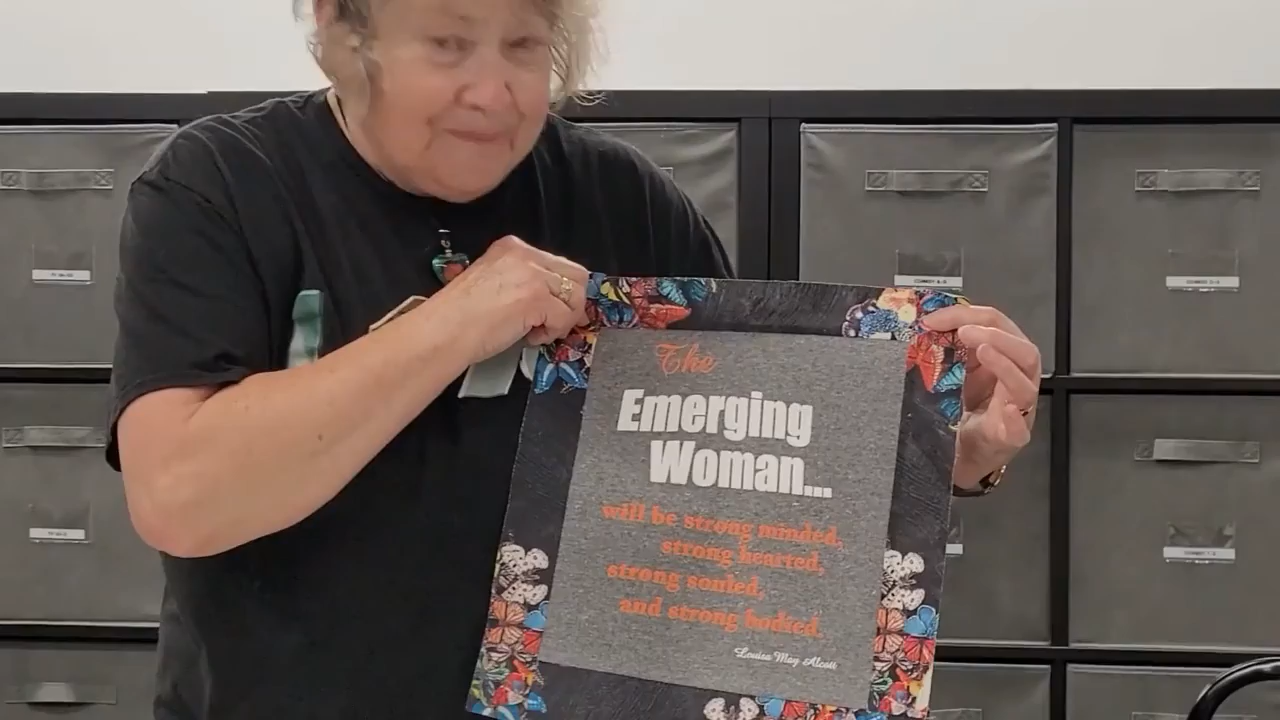 The
Emerging
Woman...
will be strong minded,
strong hearted,
strong souled,
and strong bodied.
Louisa May Alcott